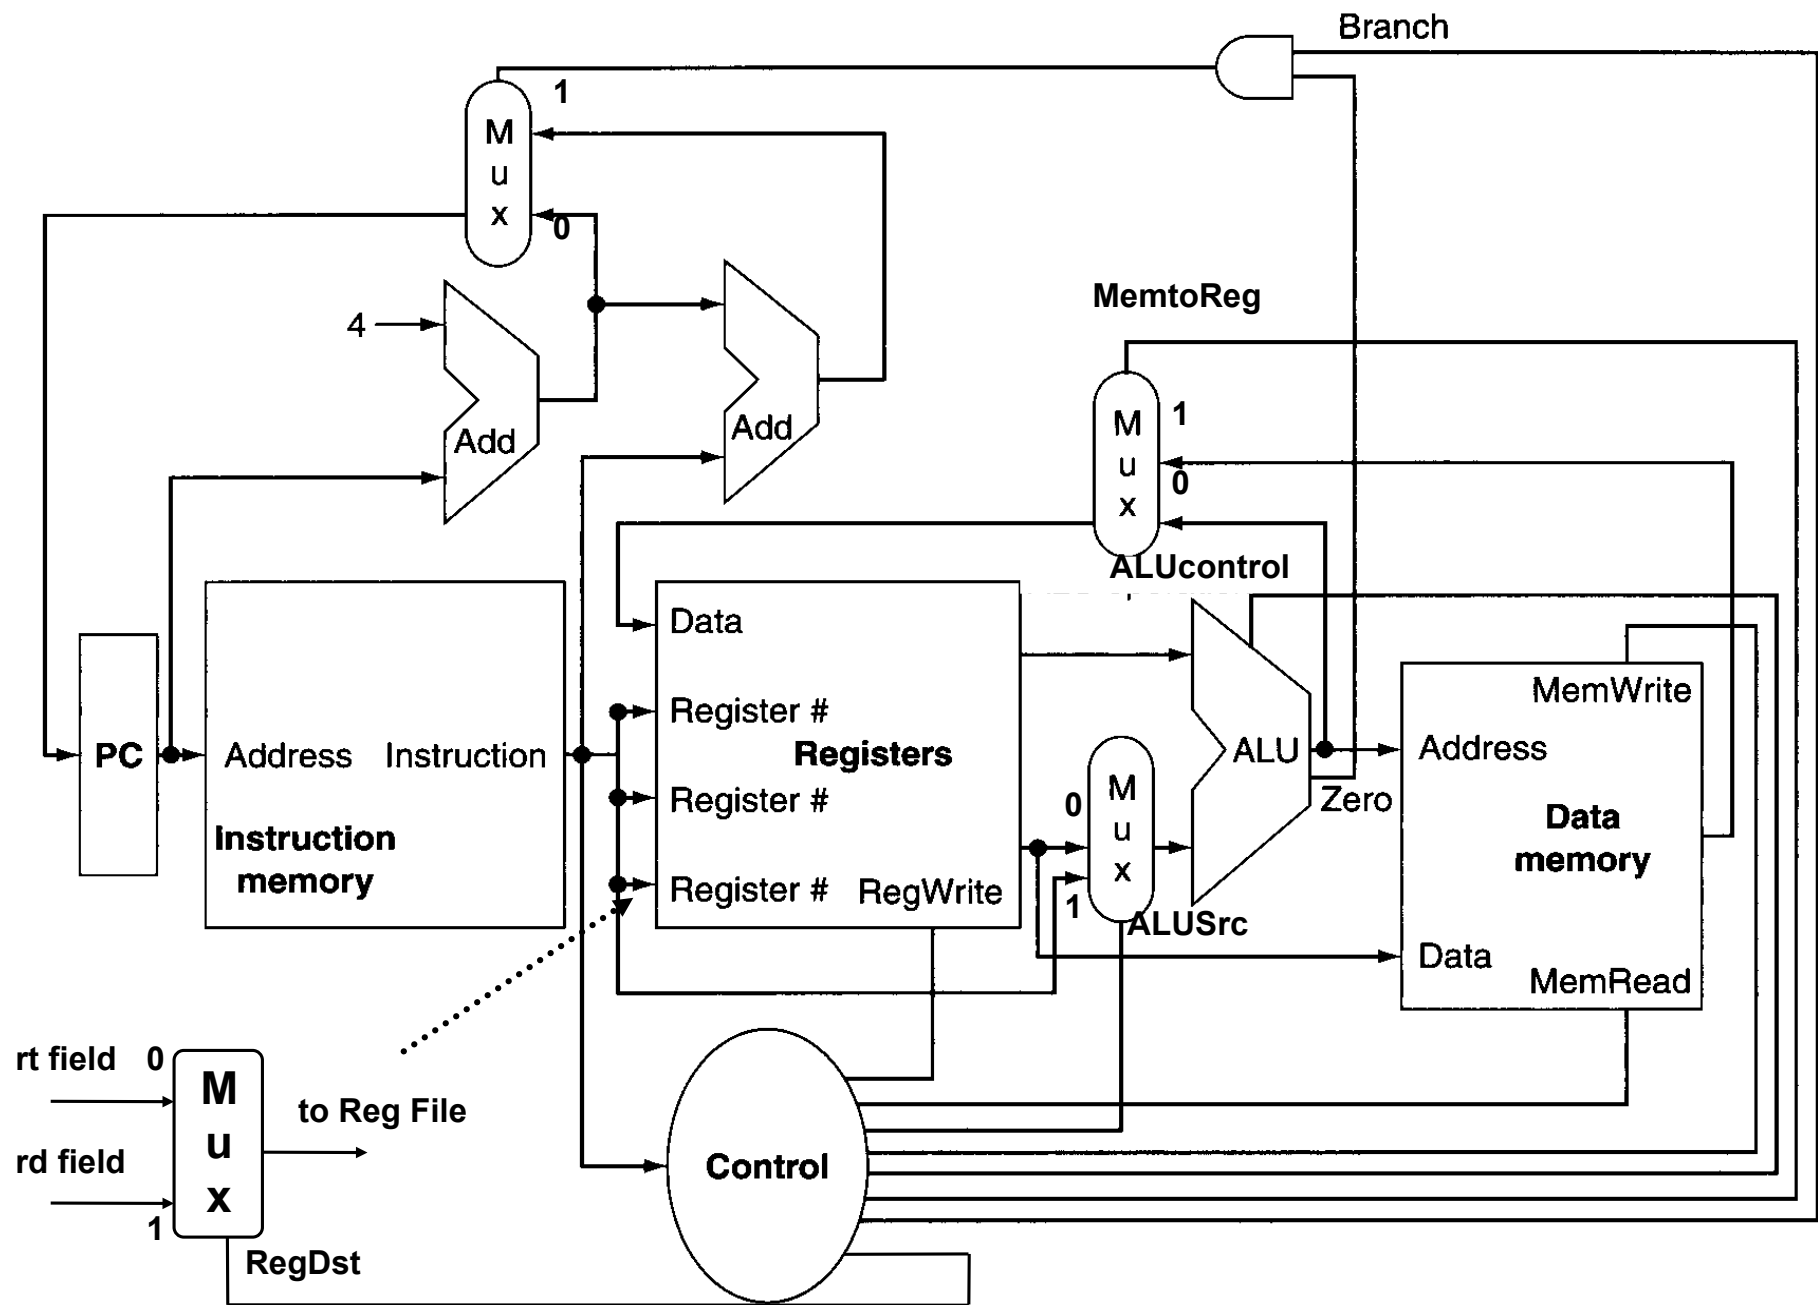 Branch
1
M
u
x
0
MemtoReg
4
Add
Add
M
u
x
1
0
ALUcontrol
PC
Address Instruction
Instruction
memory
Data
Register #
Registers
Register #
Register # RegWrite
0
1
M
u
x
ALUSrc
ALU
Zero
MemWrite
Address
Data
memory
Data
MemRead
rt field 0
rd field
1
M
u
x
to Reg File
RegDst
Control